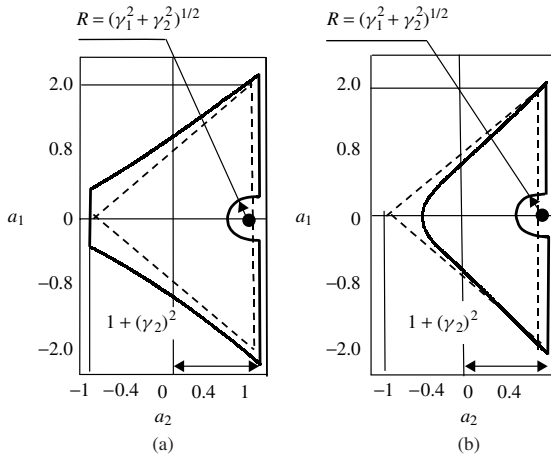 R = (γ₁² + γ₂²)^1/2
2.0
0.8
a₁
0
−0.8
−2.0
1 + (γ₂)²
−1 −0.4 0 0.4 1
a₂
(a)
R = (γ₁² + γ₂²)^1/2
2.0
0.8
a₁
0
−0.8
−2.0
1 + (γ₂)²
−1 −0.4 0 0.4
a₂
(b)